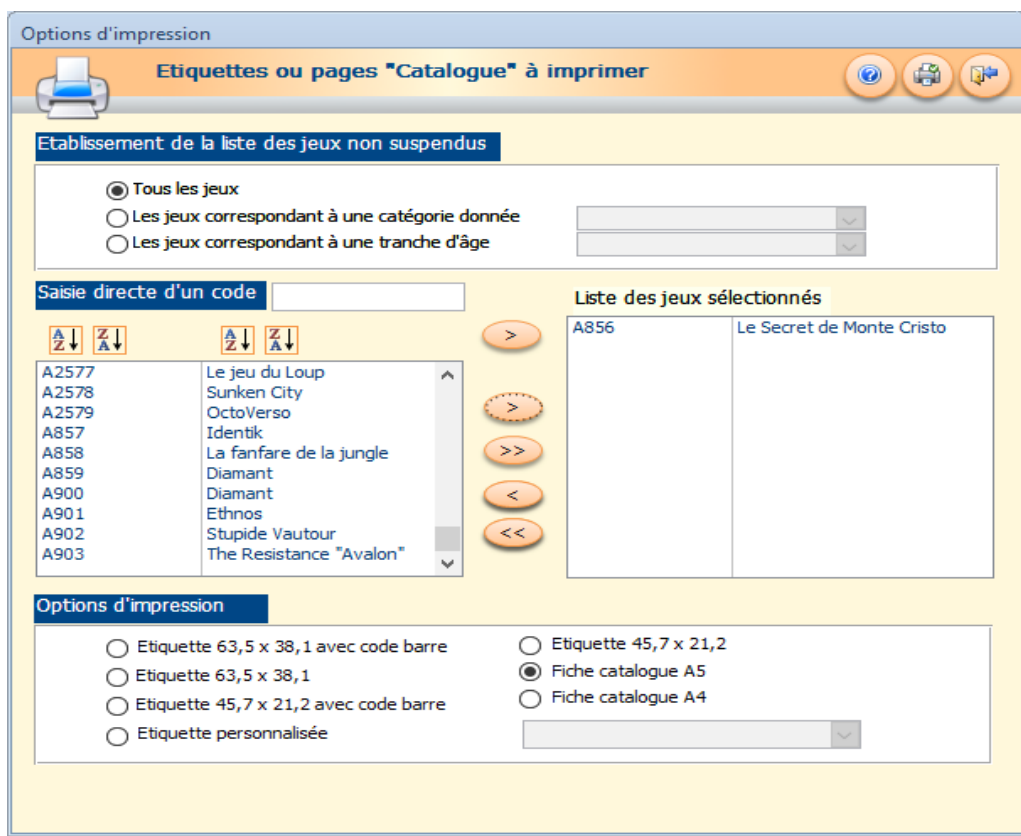 Options d'impression
Etiquettes ou pages "Catalogue" à imprimer
Etablissement de la liste des jeux non suspendus
Tous les jeux
Les jeux correspondant à une catégorie donnée
Les jeux correspondant à une tranche d'âge
Saisie directe d'un code
Liste des jeux sélectionnés
A Z Z A A Z Z A
>
A856 Le Secret de Monte Cristo
A2577 Le jeu du Loup
A2578 Sunken City
A2579 OctoVerso
>
A857 Identik
A858 La fanfare de la jungle
>>
A859 Diamant
A900 Diamant
<
A901 Ethnos
A902 Stupide Vautour
<<
A903 The Resistance "Avalon"
Options d'impression
Etiquette 63,5 x 38,1 avec code barre
Etiquette 63,5 x 38,1
Etiquette 45,7 x 21,2 avec code barre
Etiquette personnalisée
Etiquette 45,7 x 21,2
Fiche catalogue A5
Fiche catalogue A4